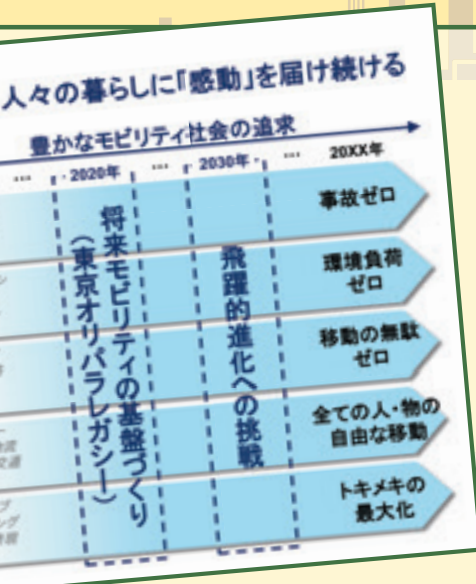 人々の暮らしに「感動」を届け続ける
豊かなモビリティ社会の追求
… 2020年 … 2030年 … 20XX年
将来モビリティの基盤づくり
（東京オリパラレガシー）
飛躍的進化への挑戦
事故ゼロ
環境負荷
ゼロ
移動の無駄
ゼロ
全ての人・物の
自由な移動
トキメキの
最大化